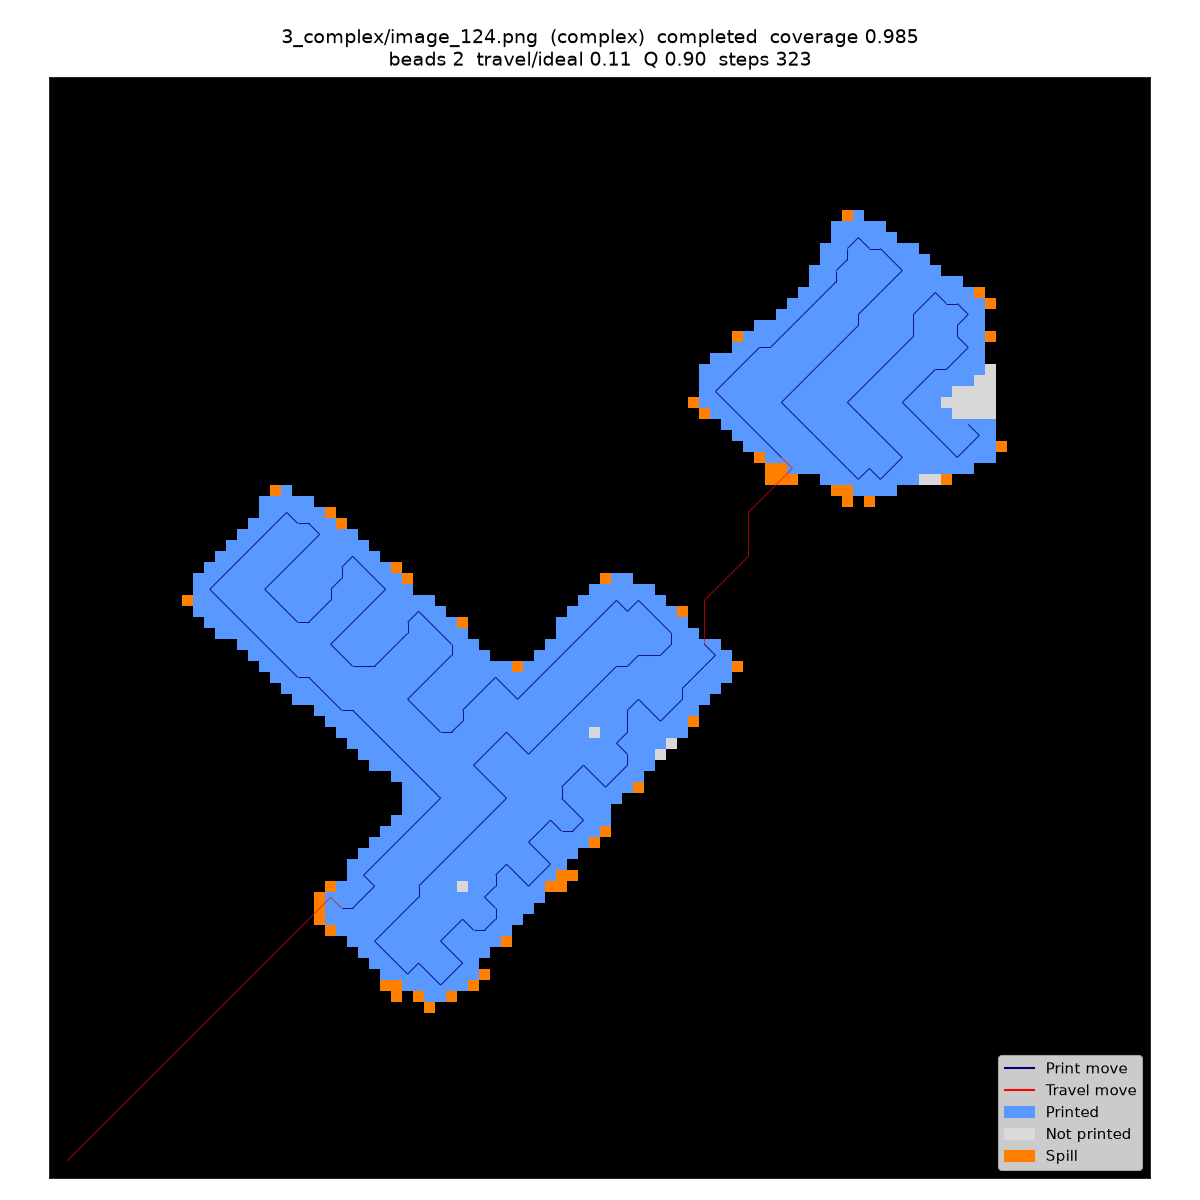 3_complex/image_124.png  (complex)  completed  coverage 0.985
beads 2  travel/ideal 0.11  Q 0.90  steps 323
Print move
Travel move
Printed
Not printed
Spill